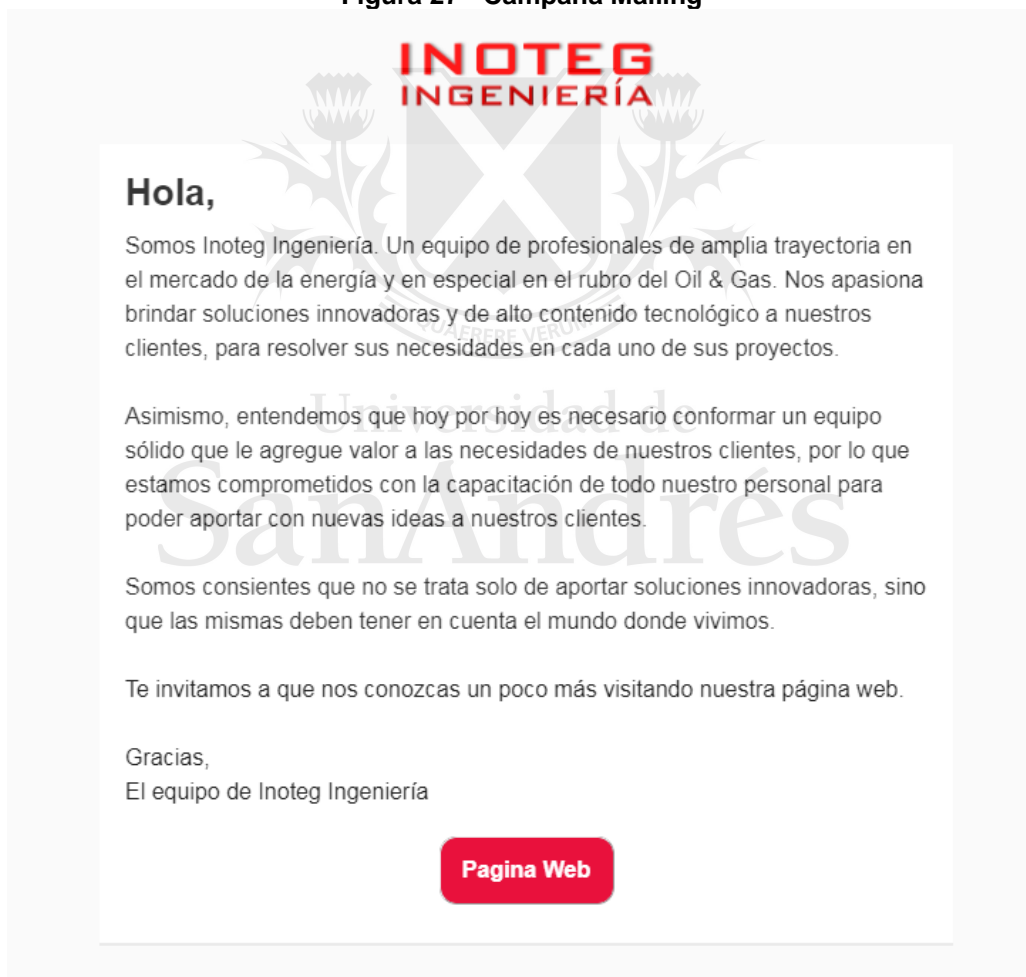 Figura 27 - Campaña Mailing
INOTEG
INGENIERÍA
Hola,
Somos Inoteg Ingeniería. Un equipo de profesionales de amplia trayectoria en
el mercado de la energía y en especial en el rubro del Oil & Gas. Nos apasiona
brindar soluciones innovadoras y de alto contenido tecnológico a nuestros
clientes, para resolver sus necesidades en cada uno de sus proyectos.
QUAERERE VERUM
Asimismo, entendemos que hoy por hoy es necesario conformar un equipo
sólido que le agregue valor a las necesidades de nuestros clientes, por lo que
estamos comprometidos con la capacitación de todo nuestro personal para
poder aportar con nuevas ideas a nuestros clientes.
Universidad de
SanAndrés
Somos consientes que no se trata solo de aportar soluciones innovadoras, sino
que las mismas deben tener en cuenta el mundo donde vivimos.
Te invitamos a que nos conozcas un poco más visitando nuestra página web.
Gracias,
El equipo de Inoteg Ingeniería
Pagina Web